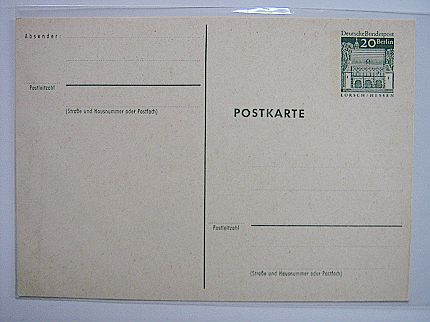 Absender:
Postleitzahl
(Straße und Hausnummer oder Postfach)
Deutsche Bundespost
20 Berlin
LORSCH/HESSEN
POSTKARTE
Postleitzahl
(Straße und Hausnummer oder Postfach)